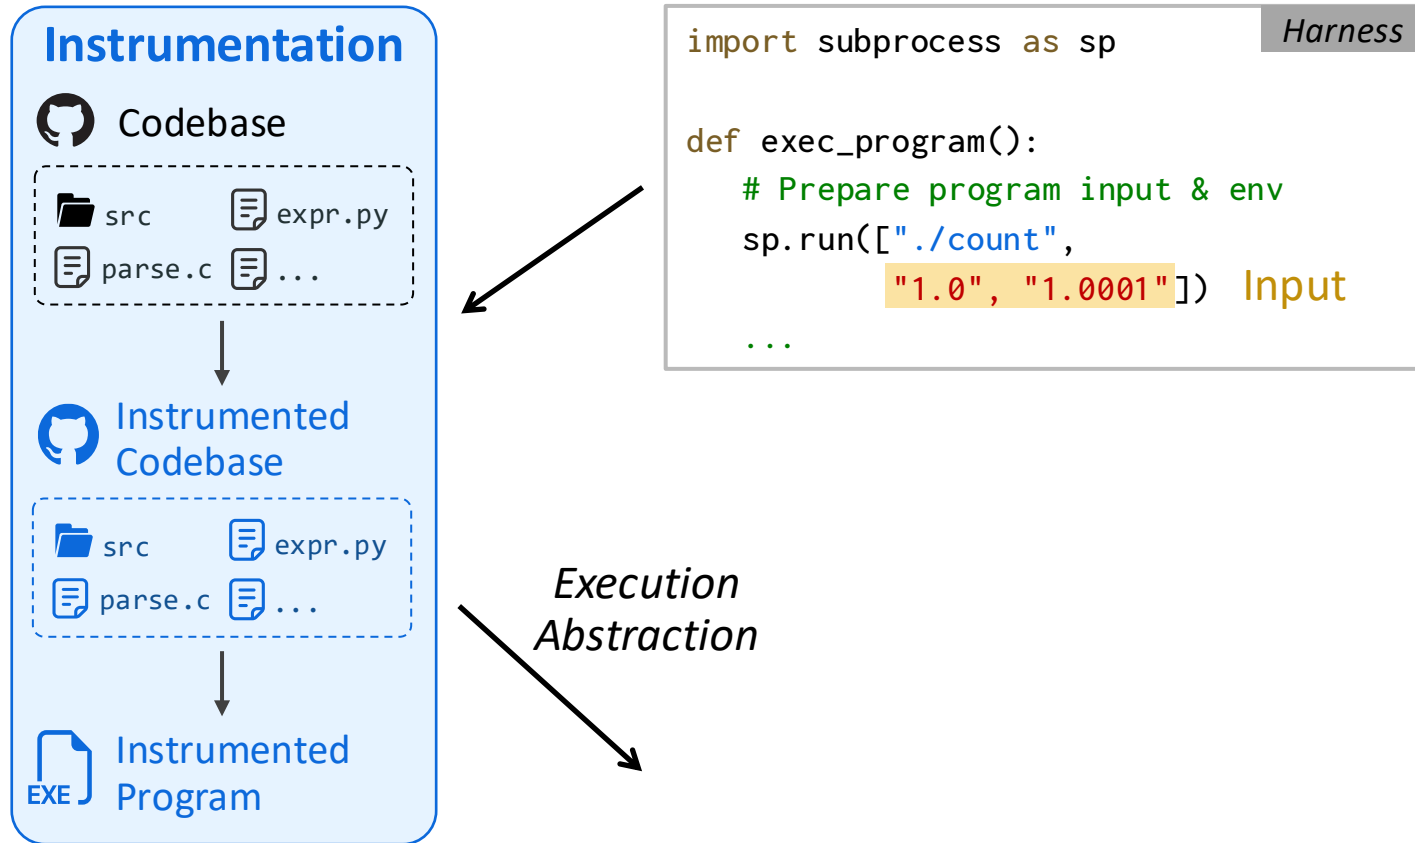 Instrumentation
Codebase
src
expr.py
parse.c
...
Instrumented
Codebase
src
expr.py
parse.c
...
Instrumented
Program
EXE
Harness
import subprocess as sp
def exec_program():
# Prepare program input & env
sp.run(["./count",
"1.0", "1.0001"]) Input
...
Execution
Abstraction